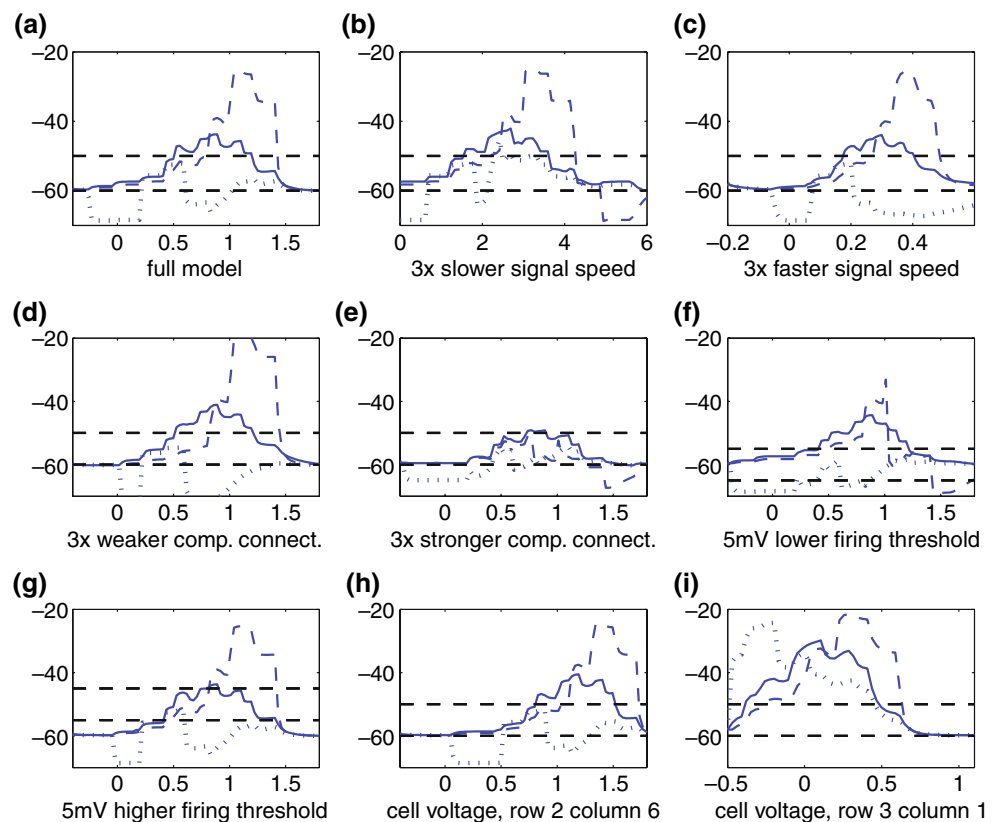 (a) (b) (c)
−20 −20 −20
−40 −40 −40
−60 −60 −60
0 0.5 1 1.5 0 2 4 6 −0.2 0 0.2 0.4
full model 3x slower signal speed 3x faster signal speed
(d) (e) (f)
−20 −20 −20
−40 −40 −40
−60 −60 −60
0 0.5 1 1.5 0 0.5 1 1.5 0 0.5 1 1.5
3x weaker comp. connect. 3x stronger comp. connect. 5mV lower firing threshold
(g) (h) (i)
−20 −20 −20
−40 −40 −40
−60 −60 −60
0 0.5 1 1.5 0 0.5 1 1.5 −0.5 0 0.5 1
5mV higher firing threshold cell voltage, row 2 column 6 cell voltage, row 3 column 1